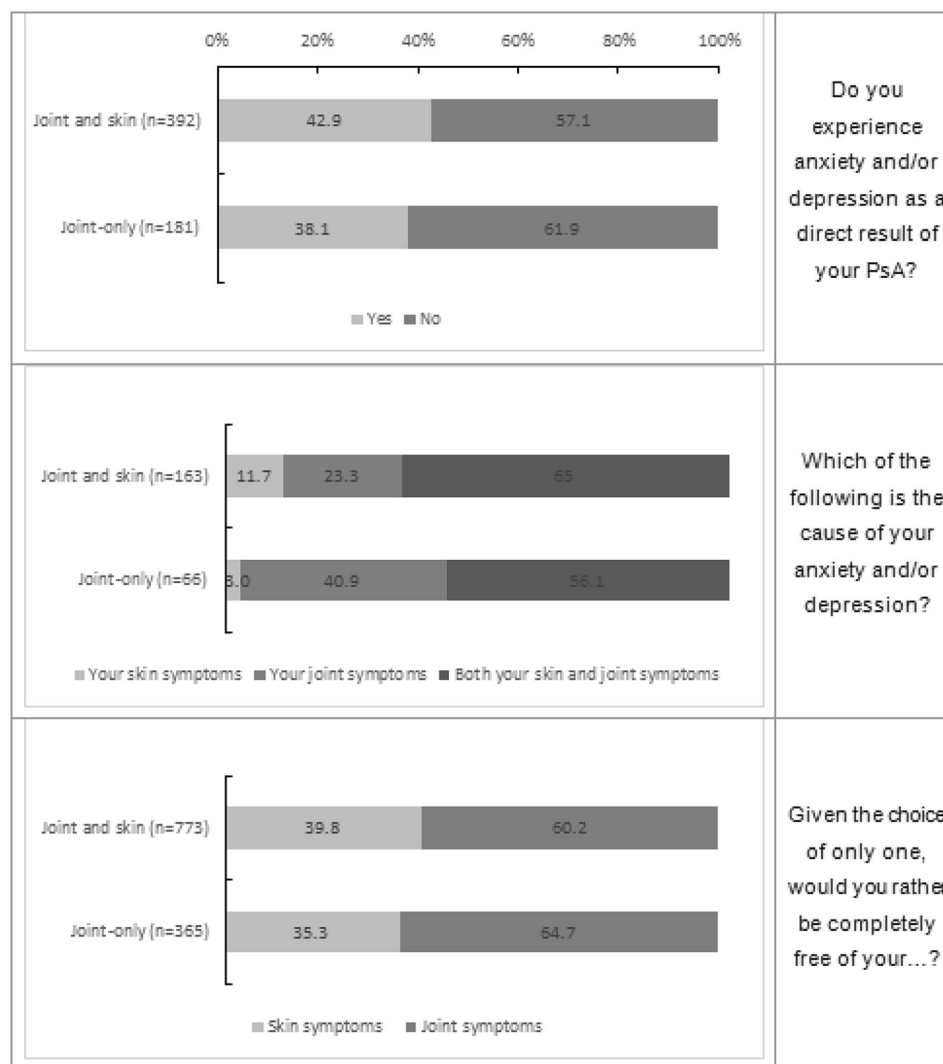 0% 20% 40% 60% 80% 100%
Joint and skin (n=392) 42.9 57.1
Joint-only (n=181) 38.1 61.9
Yes No
Do you
experience
anxiety and/or
depression as a
direct result of
your PsA?
Joint and skin (n=163) 11.7 23.3 65
Joint-only (n=66) 3.0 40.9 56.1
Your skin symptoms Your joint symptoms Both your skin and joint symptoms
Which of the
following is the
cause of your
anxiety and/or
depression?
Joint and skin (n=773) 39.8 60.2
Joint-only (n=365) 35.3 64.7
Skin symptoms Joint symptoms
Given the choice
of only one,
would you rather
be completely
free of your...?